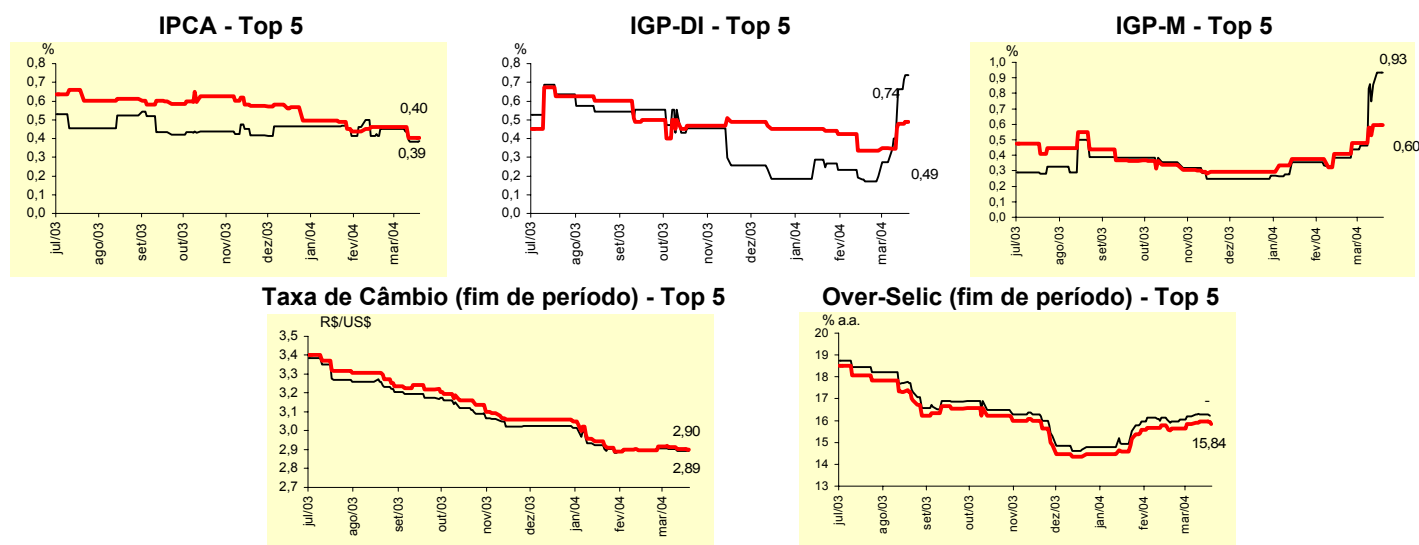 IPCA - Top 5
%
0,8
0,7
0,6
0,5
0,4
0,3
0,2
0,1
0,0
0,40
0,39
jul/03
ago/03
set/03
out/03
nov/03
dez/03
jan/04
fev/04
mar/04
IGP-DI - Top 5
%
0,8
0,7
0,6
0,5
0,4
0,3
0,2
0,1
0,0
0,74
0,49
jul/03
ago/03
set/03
out/03
nov/03
dez/03
jan/04
fev/04
mar/04
IGP-M - Top 5
%
1,0
0,9
0,8
0,7
0,6
0,5
0,4
0,3
0,2
0,1
0,0
0,93
0,60
jul/03
ago/03
set/03
out/03
nov/03
dez/03
jan/04
fev/04
mar/04
Taxa de Câmbio (fim de período) - Top 5
R$/US$
3,5
3,4
3,3
3,2
3,1
3,0
2,9
2,8
2,7
2,90
2,89
jul/03
ago/03
set/03
out/03
nov/03
dez/03
jan/04
fev/04
mar/04
Over-Selic (fim de período) - Top 5
% a.a.
20
19
18
17
16
15
14
13
-
15,84
jul/03
ago/03
set/03
out/03
nov/03
dez/03
jan/04
fev/04
mar/04